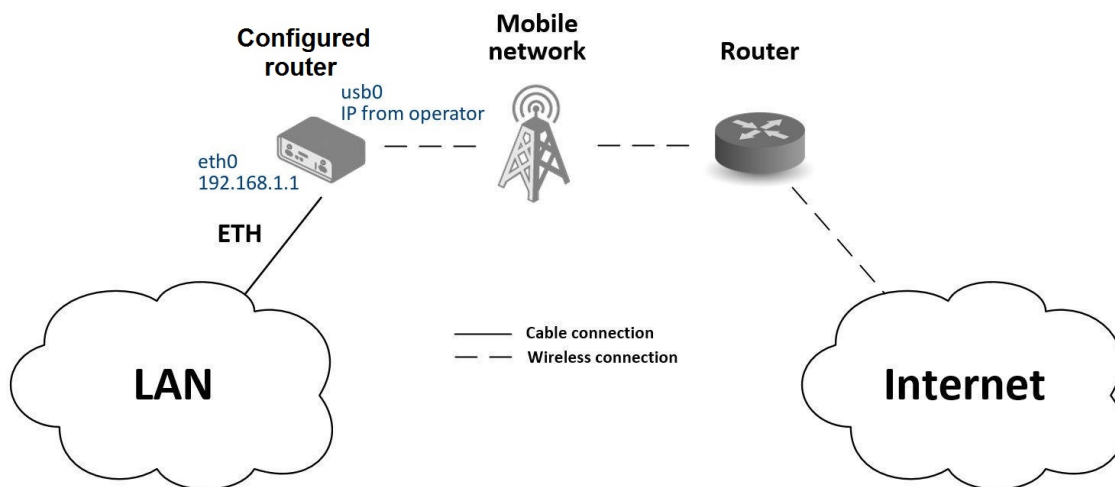 Configured
router
Mobile
network
Router
usb0
IP from operator
eth0
192.168.1.1
ETH
Cable connection
Wireless connection
LAN
Internet